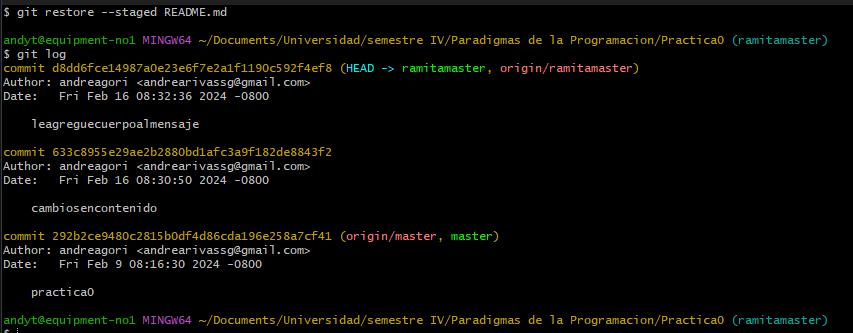 $ git restore --staged README.md
andyt@equipment-no1 MINGW64 ~/Documents/Universidad/semestre IV/Paradigmas de la Programacion/Practica0 (ramitamaster)
$ git log
commit d8dd6fce14987a0e23e6f7e2a1f1190c592f4ef8 (HEAD -> ramitamaster, origin/ramitamaster)
Author: andreagori <andrearivassg@gmail.com>
Date:   Fri Feb 16 08:32:36 2024 -0800
leagreguecuerpoalmensaje
commit 633c8955e29ae2b2880bd1afc3a9f182de8843f2
Author: andreagori <andrearivassg@gmail.com>
Date:   Fri Feb 16 08:30:50 2024 -0800
cambiosencontenido
commit 292b2ce9480c2815b0df4d86cda196e258a7cf41 (origin/master, master)
Author: andreagori <andrearivassg@gmail.com>
Date:   Fri Feb 9 08:16:30 2024 -0800
practica0
andyt@equipment-no1 MINGW64 ~/Documents/Universidad/semestre IV/Paradigmas de la Programacion/Practica0 (ramitamaster)
$